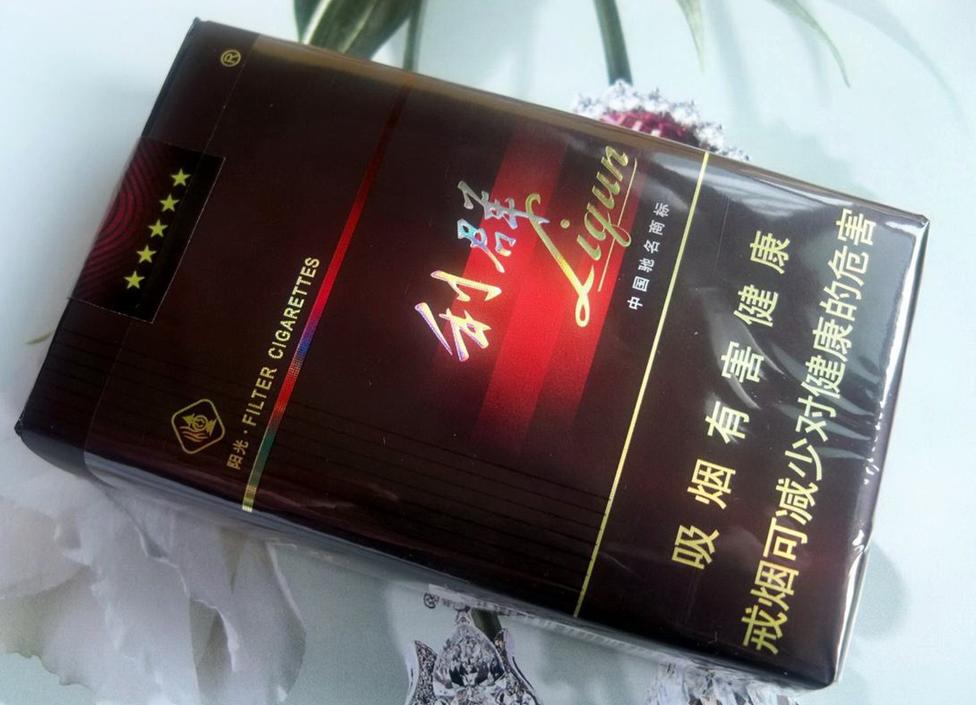 ®
阳光·FILTER CIGARETTES
利群
Liqun
中国驰名商标
吸烟有害健康
戒烟可减少对健康的危害